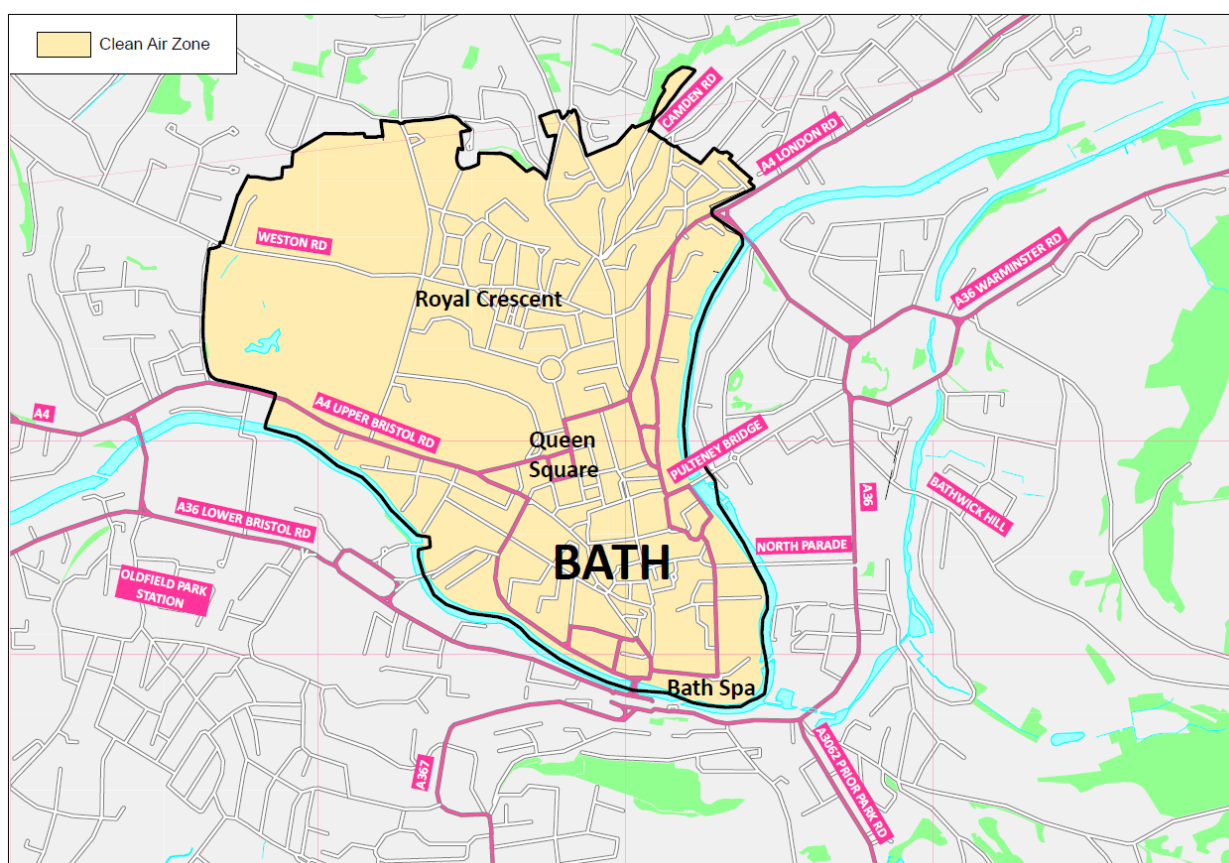 Clean Air Zone
CAMDEN RD
A4 LONDON RD
WESTON RD
A36 WARMINSTER RD
Royal Crescent
A4
A4 UPPER BRISTOL RD
Queen
Square
PULTENEY BRIDGE
A36
BATHWICK HILL
A36 LOWER BRISTOL RD
NORTH PARADE
BATH
OLDFIELD PARK
STATION
Bath Spa
A367
A3062 PRIOR PARK RD